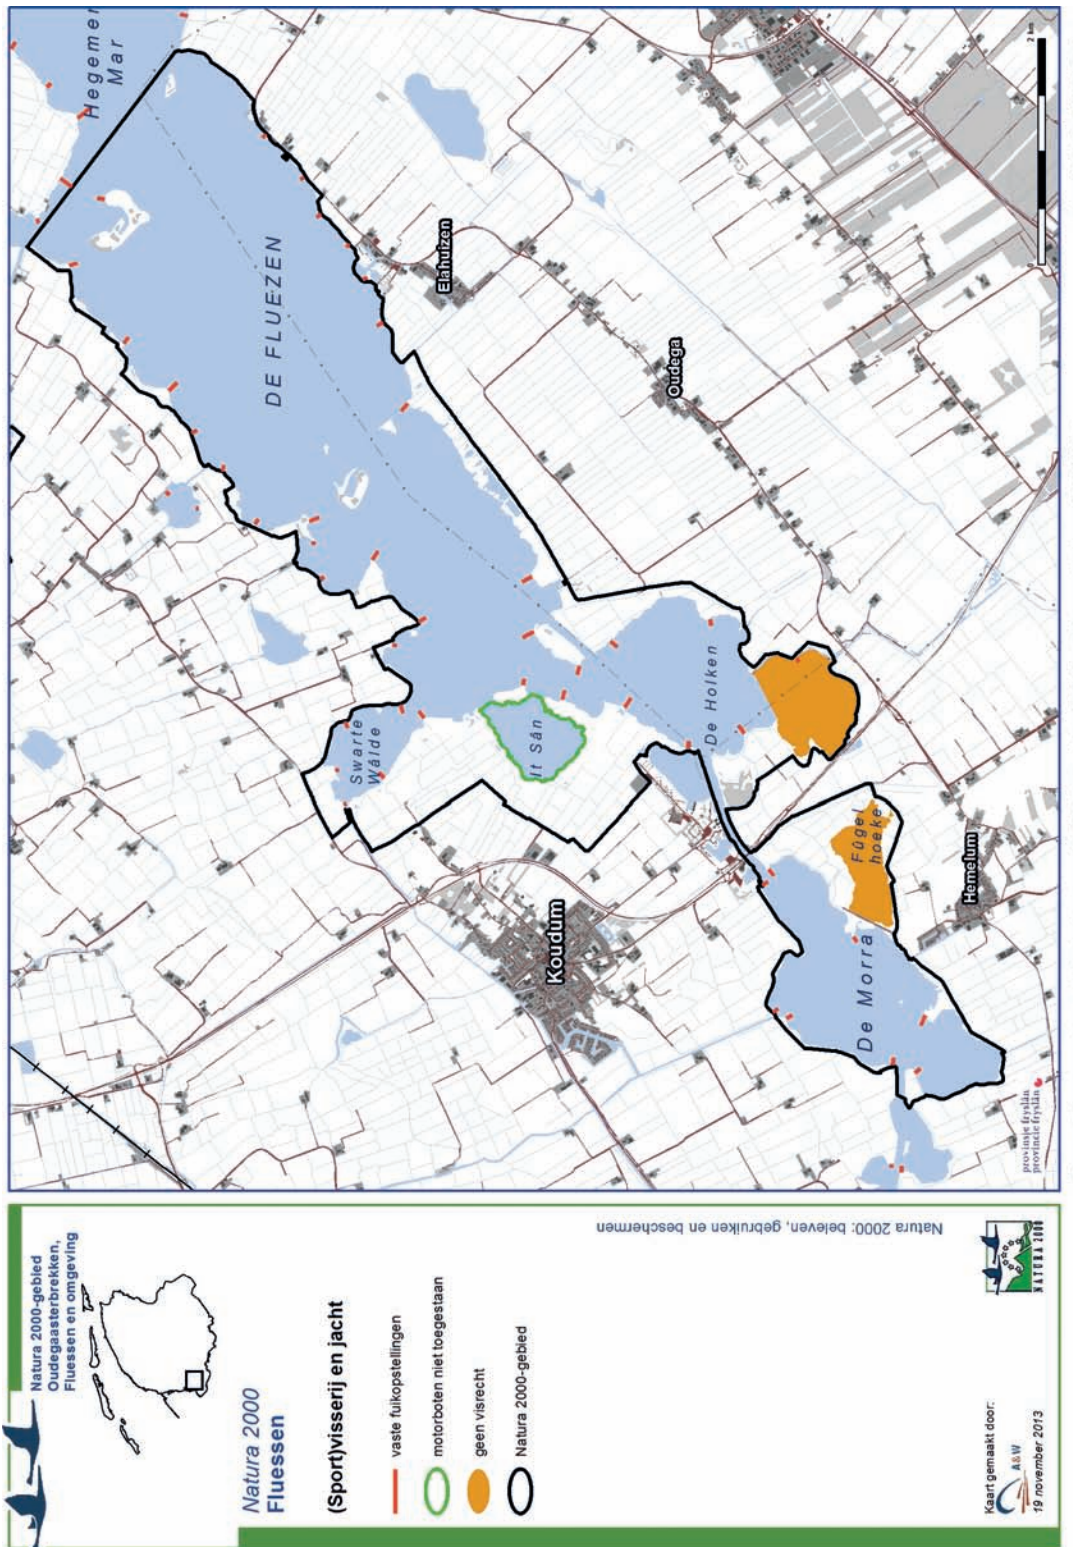 Natura 2000-gebied
Oudegaasterbrekken,
Fluessen en omgeving
Natura 2000
Fluessen
(Sport)visserij en jacht
vaste fuikopstellingen
motorboten niet toegestaan
geen visrecht
Natura 2000-gebied
Natura 2000: beleven, gebruiken en beschermen
Kaart gemaakt door:
A&W
19 november 2013
NATURA 2000
Hegemer
Mar
DE FLUEZEN
Elahuizen
Oudega
Swarte
Wâlde
It Sân
De Holken
Fûgel
hoeke
Koudum
De Morra
Hemelum
provinsje fryslân
provincie fryslân
0
2 km